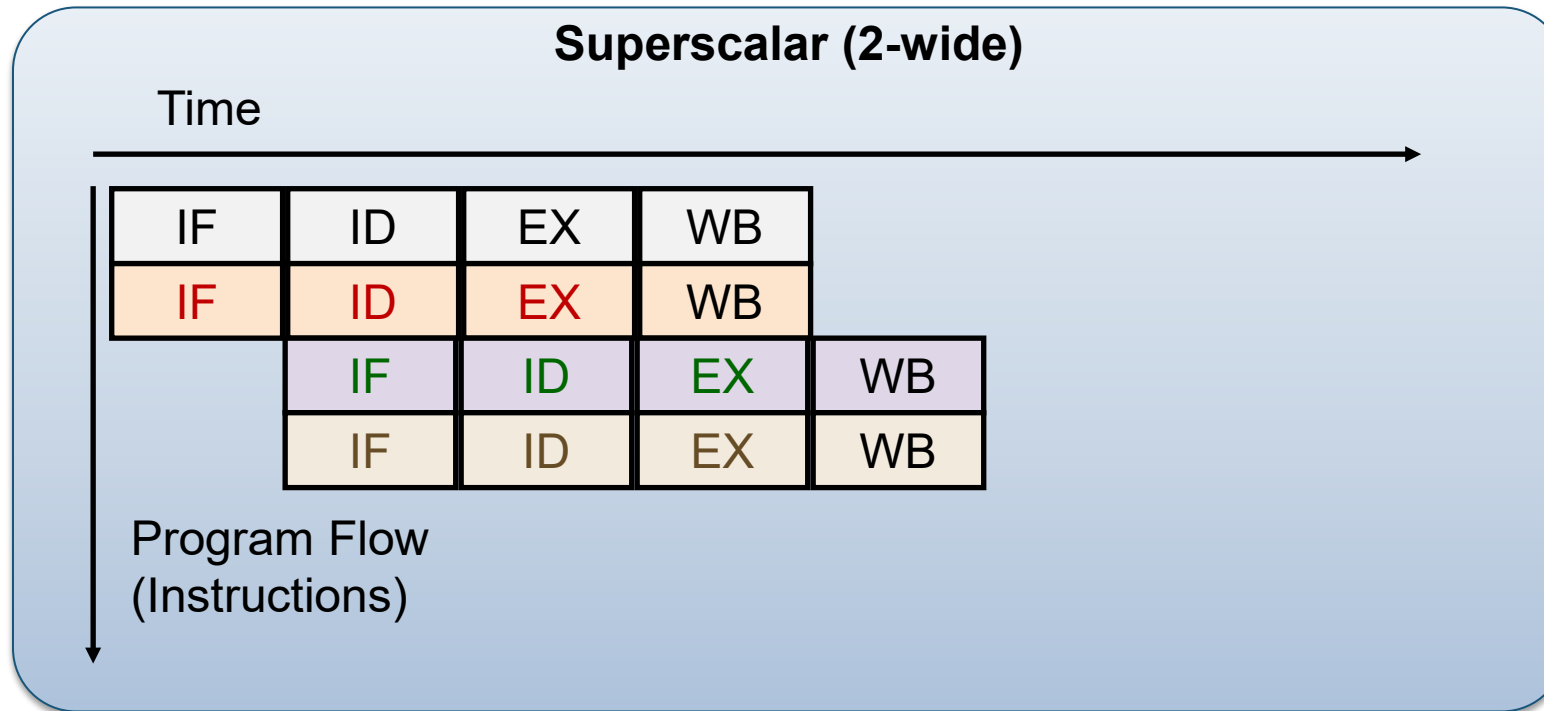 Superscalar (2-wide)
Time
IF ID EX WB
IF ID EX WB
IF ID EX WB
IF ID EX WB
Program Flow
(Instructions)